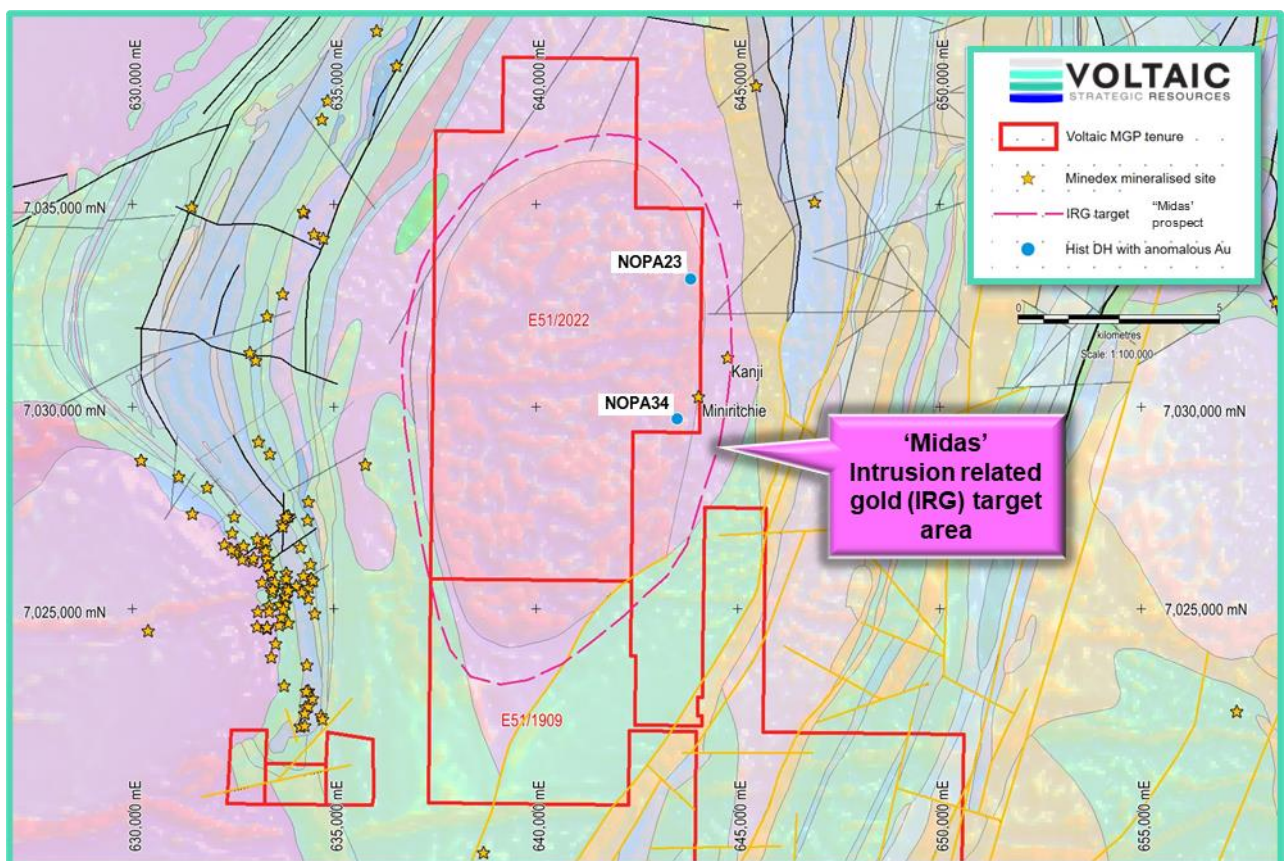 630,000 mE
635,000 mE
640,000 mE
645,000 mE
650,000 mE
VOLTAIC
STRATEGIC RESOURCES
Voltaic MGP tenure
Minedex mineralised site
IRG target "Midas'
prospect
Hist DH with anomalous Au
0 5
kilometres
Scale: 1:100,000
7,035,000 mN
NOPA23
E51/2022
Kanji
NOPA34
Miniritchie
7,030,000 mN
7,030,000 mN
'Midas'
Intrusion related
gold (IRG) target
area
7,025,000 mN
7,025,000 mN
E51/1909
630,000 mE
635,000 mE
640,000 mE
645,000 mE
650,000 mE
655,000 mE